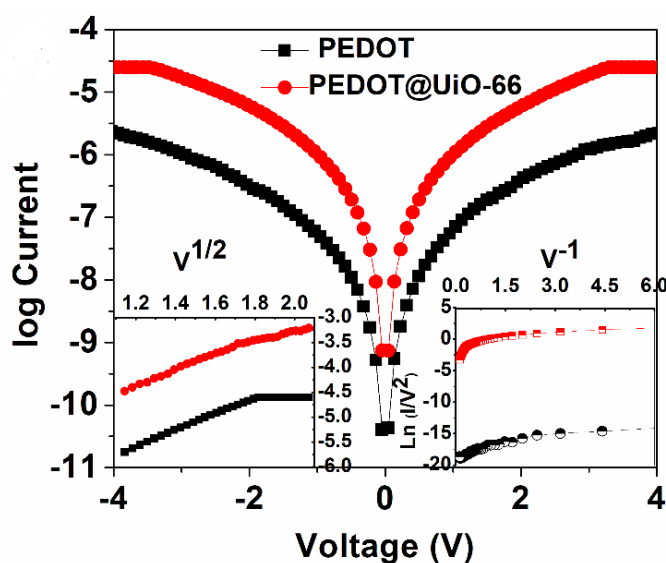 -4
PEDOT
PEDOT@UiO-66
-5
-6
-7
-8
-9
-10
-11
log Current
V1/2
1.2 1.4 1.6 1.8 2.0
-3.0
-3.5
-4.0
-4.5
-5.0
-5.5
-6.0
V-1
0.0 1.5 3.0 4.5 6.0
5
0
-5
-10
-15
-20
Ln (I/V2)
-4 -2 0 2 4
Voltage (V)